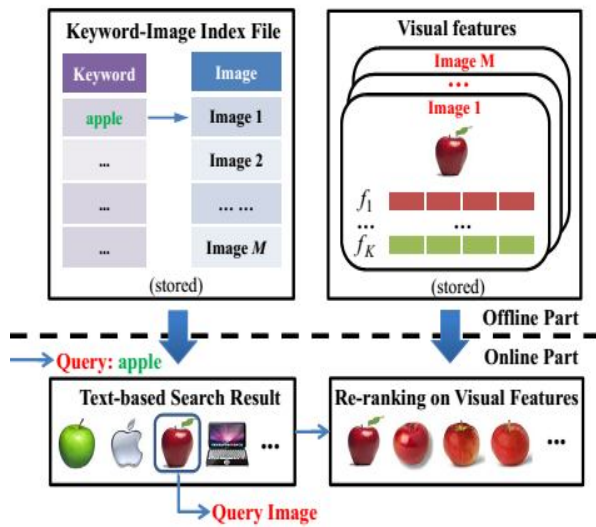 Keyword-Image Index File
Keyword
Image
apple
Image 1
...
Image 2
...
... ...
...
Image M
(stored)
Visual features
Image M
...
Image 1
f1
...
...
fK
(stored)
Offline Part
Online Part
Query: apple
Text-based Search Result
...
Query Image
Re-ranking on Visual Features
...